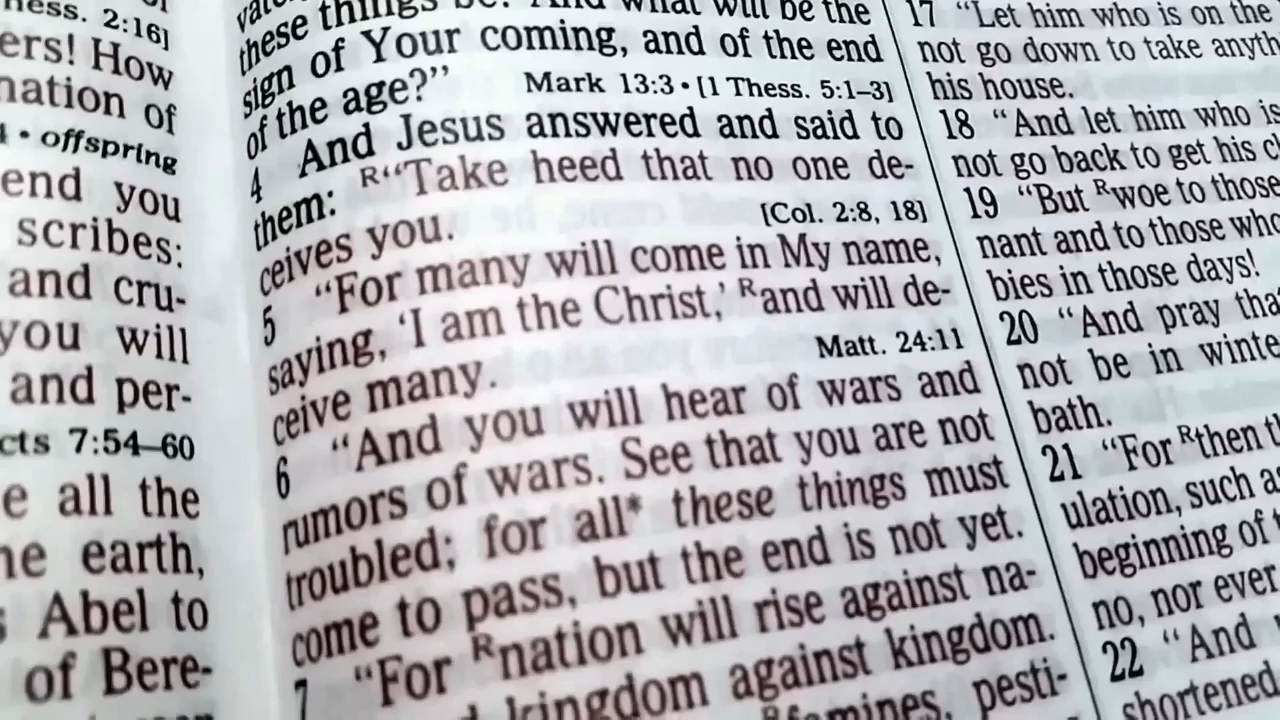 ness. 2:16]
ers! How
nation of
• offspring
end you
scribes:
and cru-
you will
and per-
cts 7:54–60
e all the
he earth,
Abel to
of Bere-
these things be? And what will be the
sign of Your coming, and of the end
of the age?” Mark 13:3 • [1 Thess. 5:1–3]
4 And Jesus answered and said to
them: R“Take heed that no one de-
ceives you. [Col. 2:8, 18]
5 “For many will come in My name,
saying, ‘I am the Christ,’ Rand will de-
ceive many. Matt. 24:11
6 “And you will hear of wars and
rumors of wars. See that you are not
troubled; for all* these things must
come to pass, but the end is not yet.
7 “For Rnation will rise against na-
kingdom against kingdom.
Rfamines, pesti-
17 “Let him who is on the
not go down to take anyth
his house.
18 “And let him who is
not go back to get his c
19 “But Rwoe to those
nant and to those who
bies in those days!
20 “And pray tha
not be in winte
bath.
21 “For Rthen t
ulation, such a
beginning of
no, nor ever
22 “And
shortened